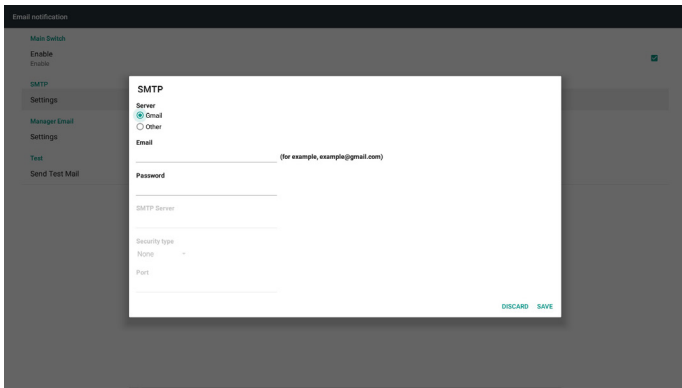 Email notification
Main Switch
Enable
Enable
SMTP
Settings
Manager Email
Settings
Test
Send Test Mail
SMTP
Server
Gmail
Other
Email
(for example, example@gmail.com)
Password
SMTP Server
Security type
None
Port
DISCARD SAVE